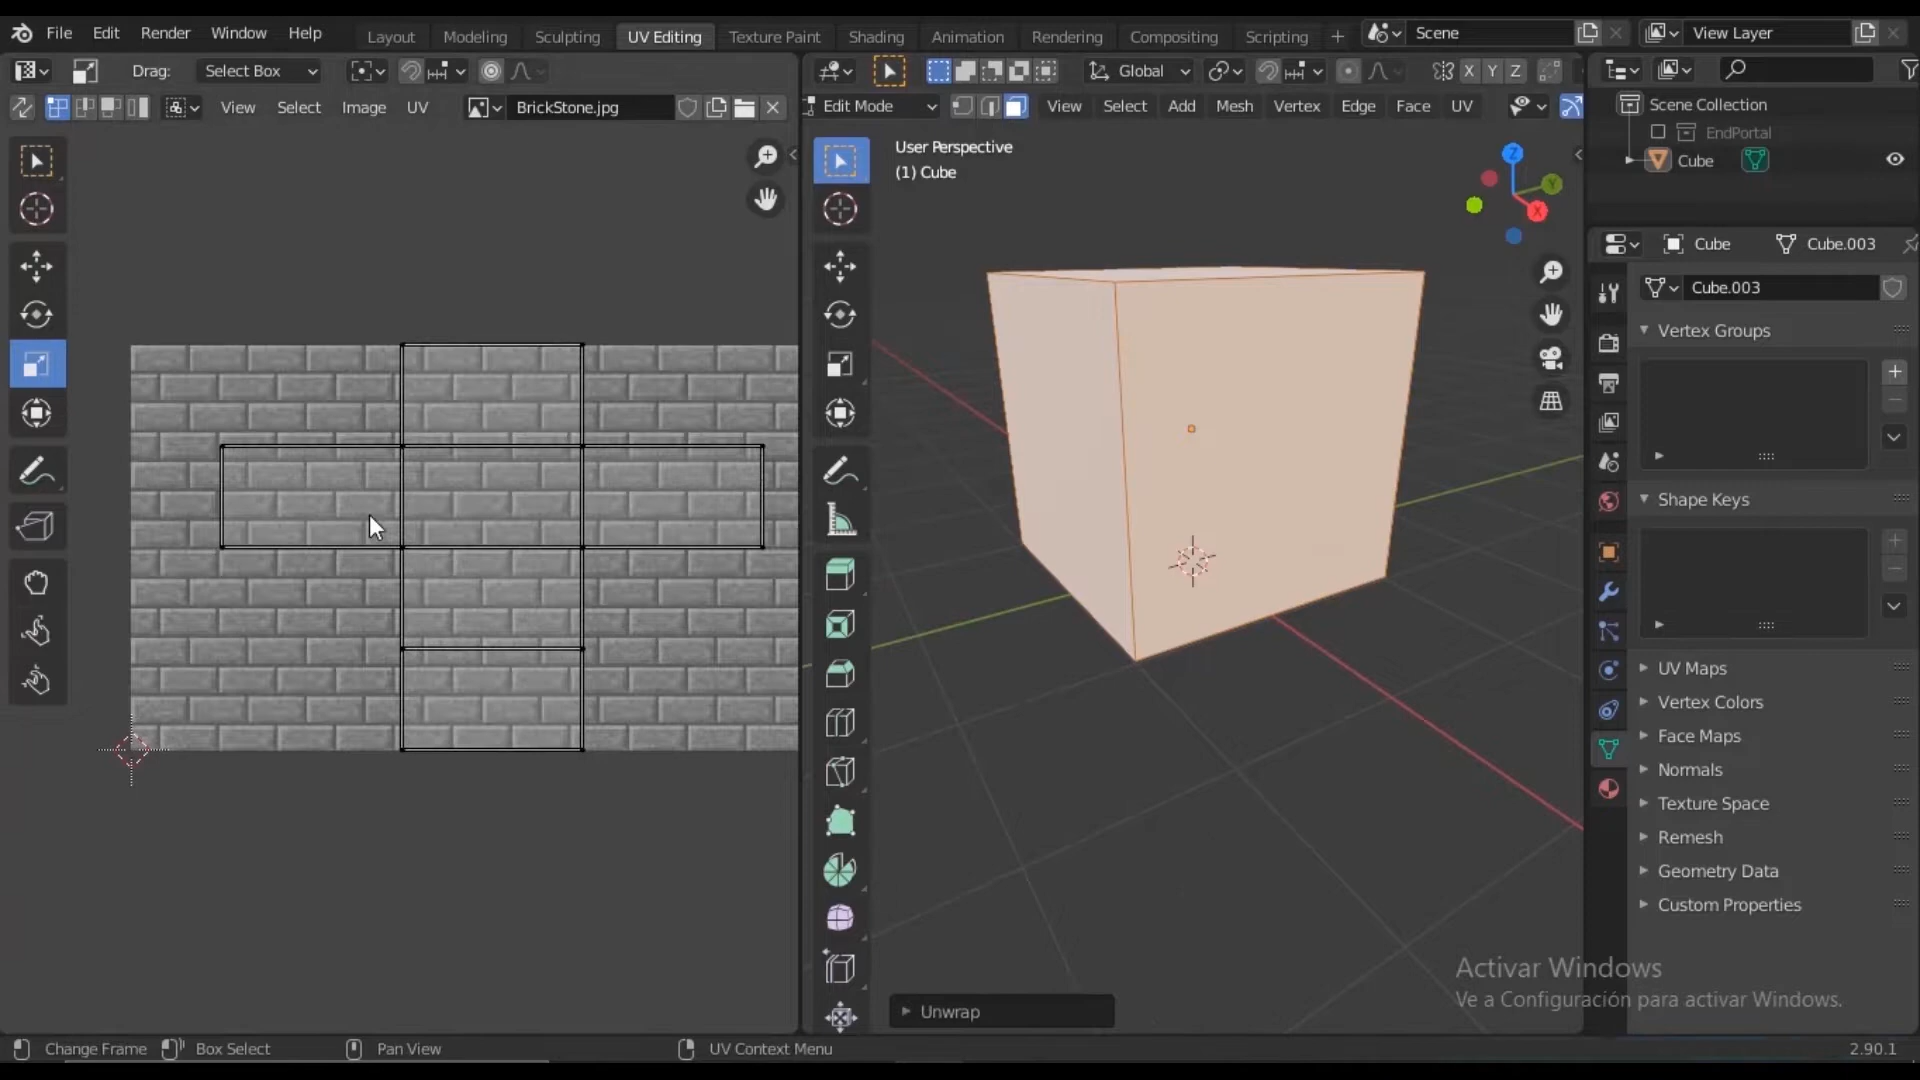 File Edit Render Window Help Layout Modeling Sculpting UV Editing Texture Paint Shading Animation Rendering Compositing Scripting + Scene View Layer
Drag: Select Box Global X Y Z
View Select Image UV BrickStone.jpg Edit Mode View Select Add Mesh Vertex Edge Face UV Scene Collection
EndPortal
User Perspective
(1) Cube
Cube
Z
Y
X
Cube Cube.003
Cube.003
Vertex Groups
Shape Keys
UV Maps
Vertex Colors
Face Maps
Normals
Texture Space
Remesh
Geometry Data
Custom Properties
Activar Windows
Ve a Configuración para activar Windows.
Unwrap
Change Frame Box Select Pan View UV Context Menu 2.90.1